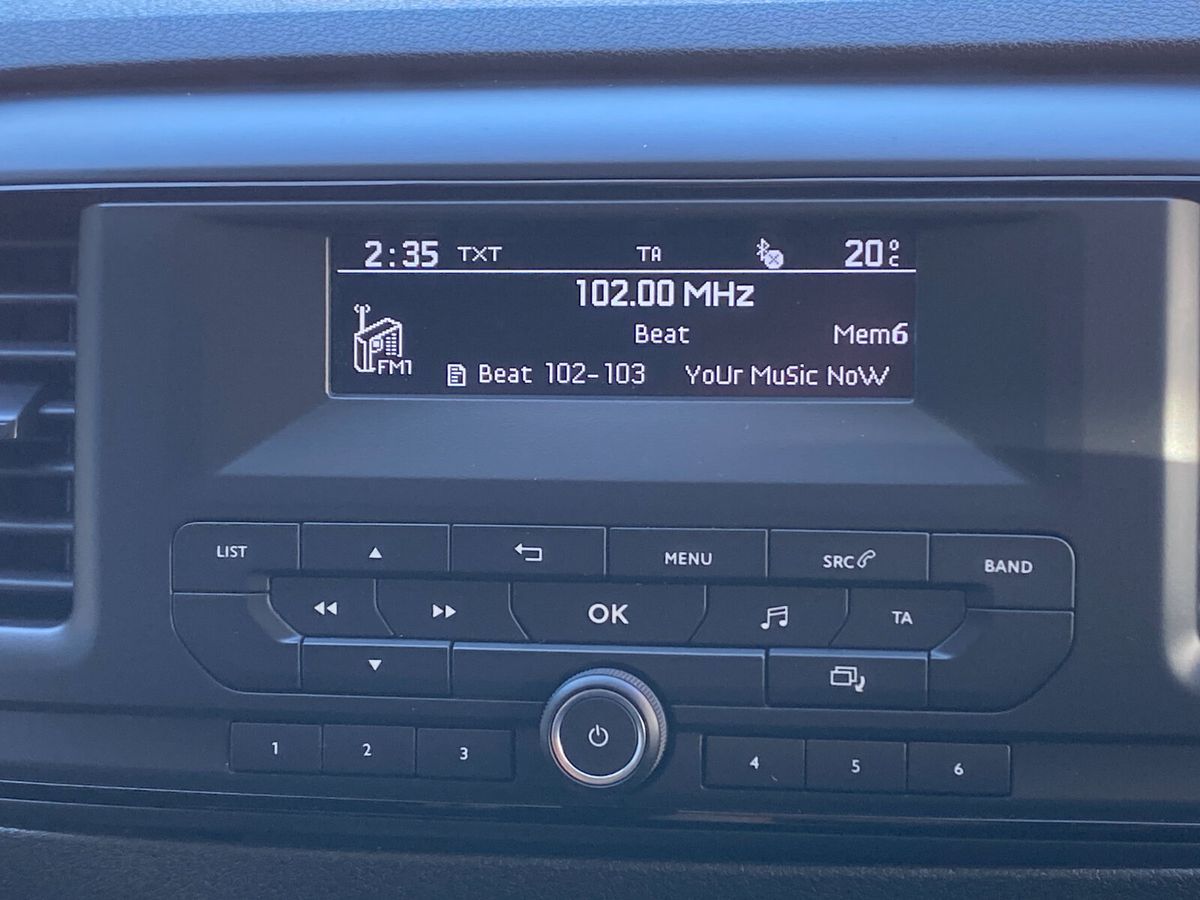 2:35 TXT TA 20°C
102.00 MHz
Beat Mem6
FM1 Beat 102-103 YoUr MuSic NoW
LIST MENU SRC BAND
OK TA
1 2 3 4 5 6